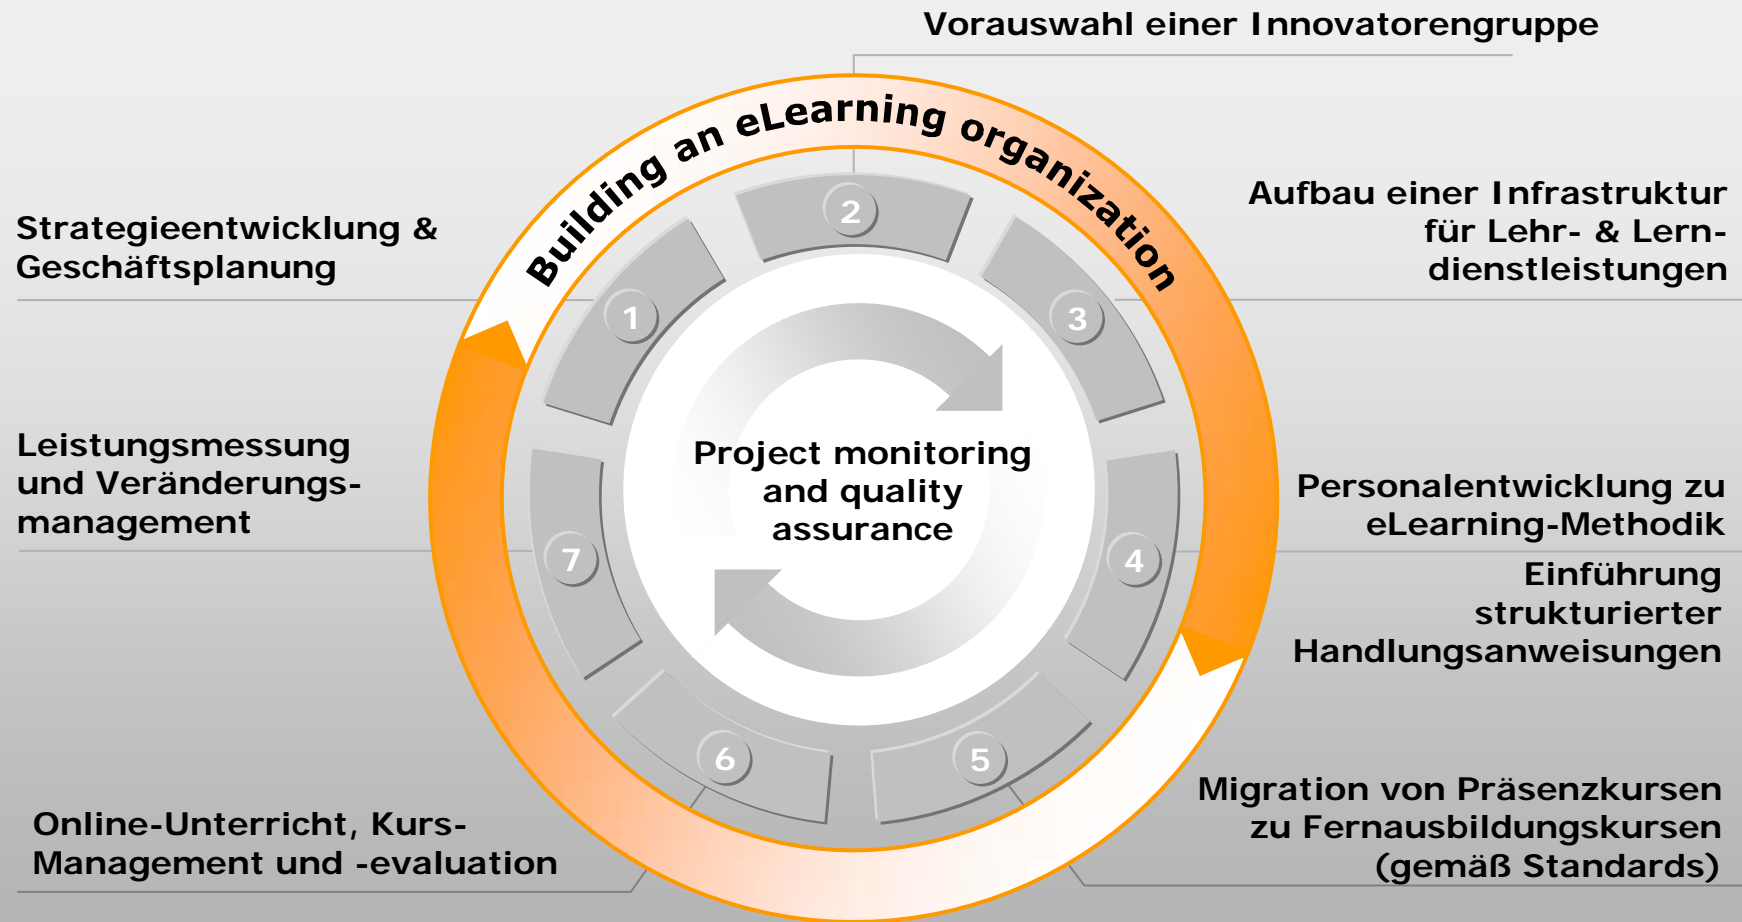 Vorauswahl einer Innovatorengruppe
Building an eLearning organization
Strategieentwicklung &
Geschäftsplanung
Aufbau einer Infrastruktur
für Lehr- & Lern-
dienstleistungen
1
2
3
Project monitoring
and quality
assurance
Leistungsmessung
und Veränderungs-
management
Personalentwicklung zu
eLearning-Methodik
Einführung
strukturierter
Handlungsanweisungen
7
4
6
5
Online-Unterricht, Kurs-
Management und -evaluation
Migration von Präsenzkursen
zu Fernausbildungskursen
(gemäß Standards)